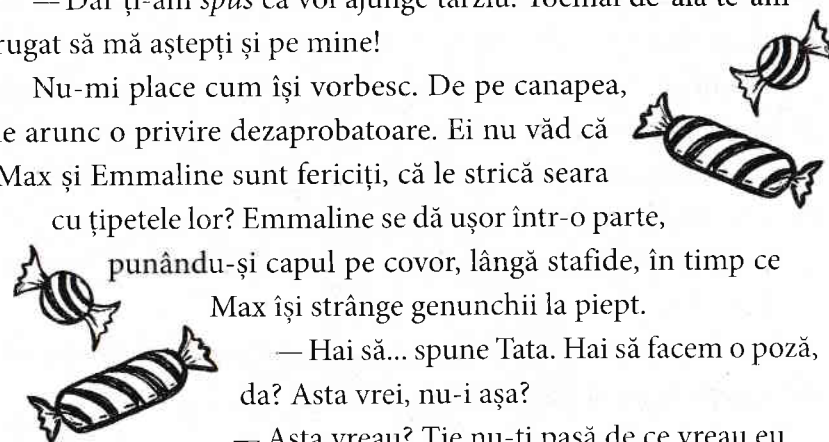 — Dar ți-am spus că voi ajunge târziu. Tocmai de-aia te-am
rugat să mă aștepți și pe mine!
Nu-mi place cum își vorbesc. De pe canapea,
le arunc o privire dezaprobatoare. Ei nu văd că
Max și Emmaline sunt fericiți, că le strică seara
cu țipetele lor? Emmaline se dă ușor într-o parte,
punându-și capul pe covor, lângă stafide, în timp ce
Max își strânge genunchii la piept.
— Hai să... spune Tata. Hai să facem o poză,
da? Asta vrei, nu-i așa?
— Asta vreau? Ție nu-ți pasă de ce vreau eu